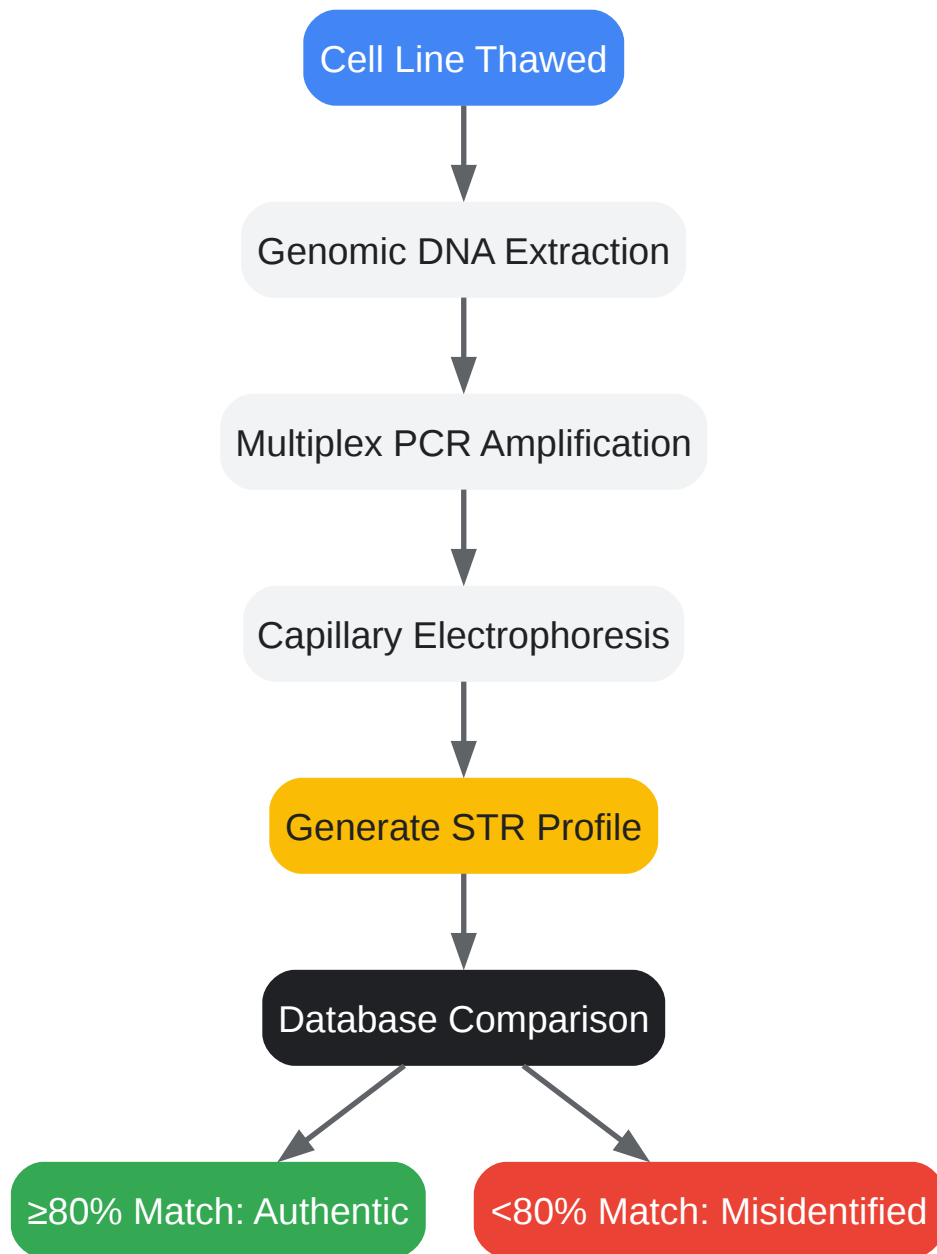 Cell Line Thawed
Genomic DNA Extraction
Multiplex PCR Amplification
Capillary Electrophoresis
Generate STR Profile
Database Comparison
≥80% Match: Authentic
<80% Match: Misidentified